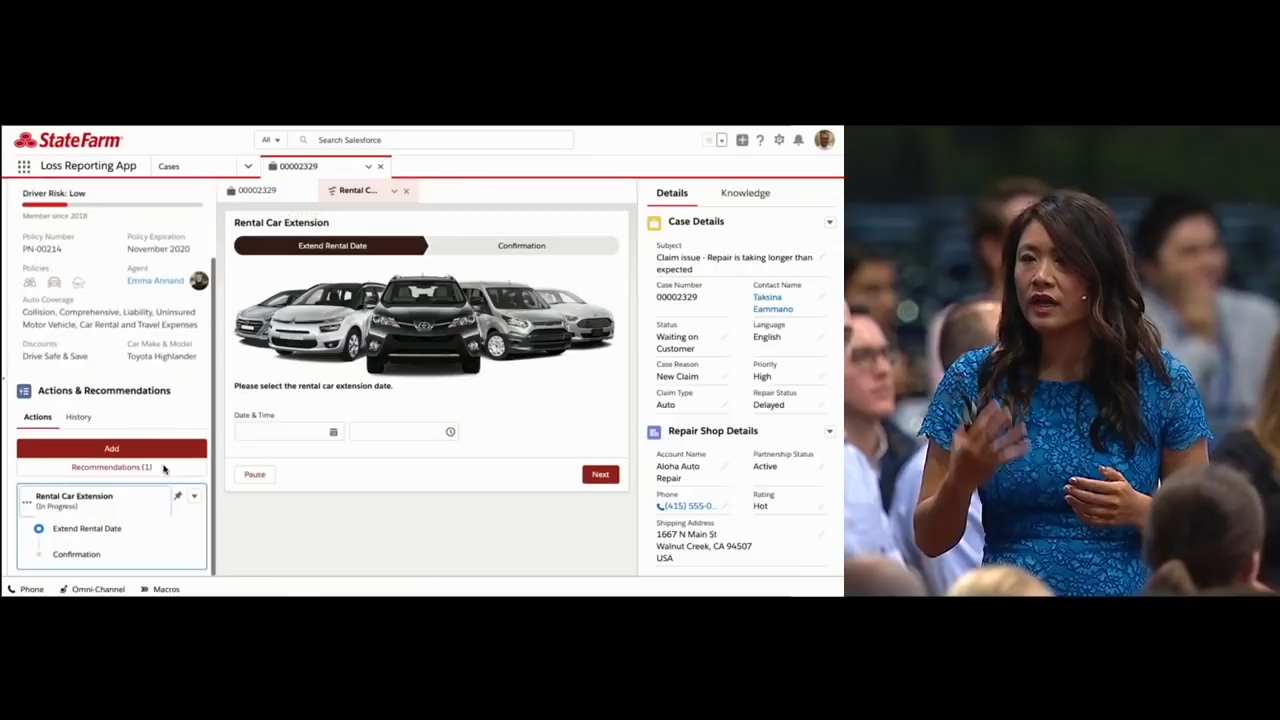 StateFarm
All
Search Salesforce
Loss Reporting App
Cases
00002329
Driver Risk: Low
Member since 2018
Policy Number
Policy Expiration
PN-00214
November 2020
Policies
Agent
Emma Annand
Auto Coverage
Collision, Comprehensive, Liability, Uninsured
Motor Vehicle, Car Rental and Travel Expenses
Discounts
Car Make & Model
Drive Safe & Save
Toyota Highlander
Actions & Recommendations
Actions
History
Add
Recommendations (1)
Rental Car Extension
(In Progress)
Extend Rental Date
Confirmation
00002329
Rental C...
Rental Car Extension
Extend Rental Date
Confirmation
Please select the rental car extension date.
Date & Time
Pause
Next
Details
Knowledge
Case Details
Subject
Claim issue - Repair is taking longer than
expected
Case Number
Contact Name
00002329
Taksina
Eammano
Status
Language
Waiting on
Customer
English
Case Reason
Priority
New Claim
High
Claim Type
Repair Status
Auto
Delayed
Repair Shop Details
Account Name
Partnership Status
Aloha Auto
Repair
Active
Phone
Rating
(415) 555-0...
Hot
Shipping Address
1667 N Main St
Walnut Creek, CA 94507
USA
Phone
Omni-Channel
Macros